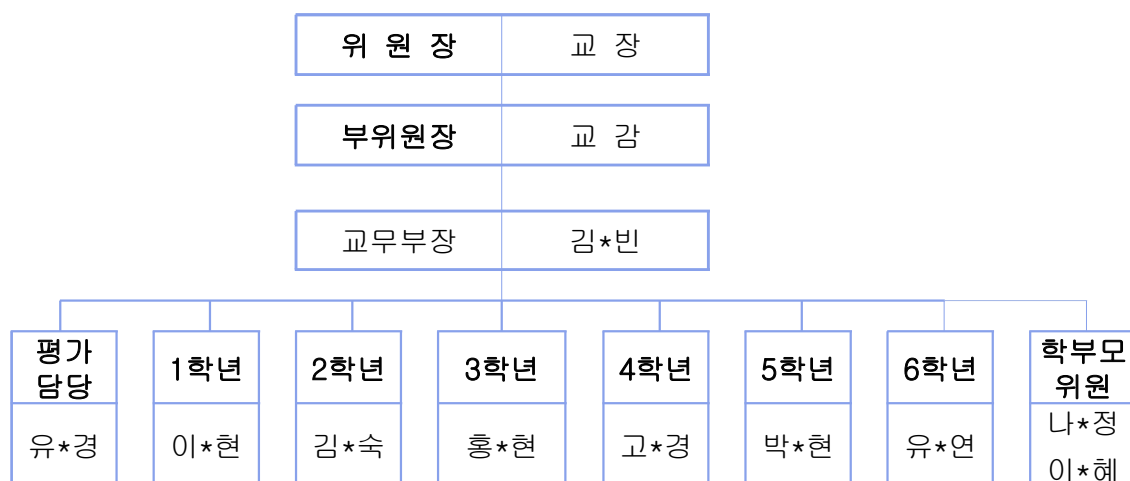 위 원 장 교 장
부위원장 교 감
교무부장 김*빈
평가
담당
1학년 2학년 3학년 4학년 5학년 6학년
학부모
위원
유*경 이*현 김*숙 홍*현 고*경 박*현 유*연
나*정
이*혜